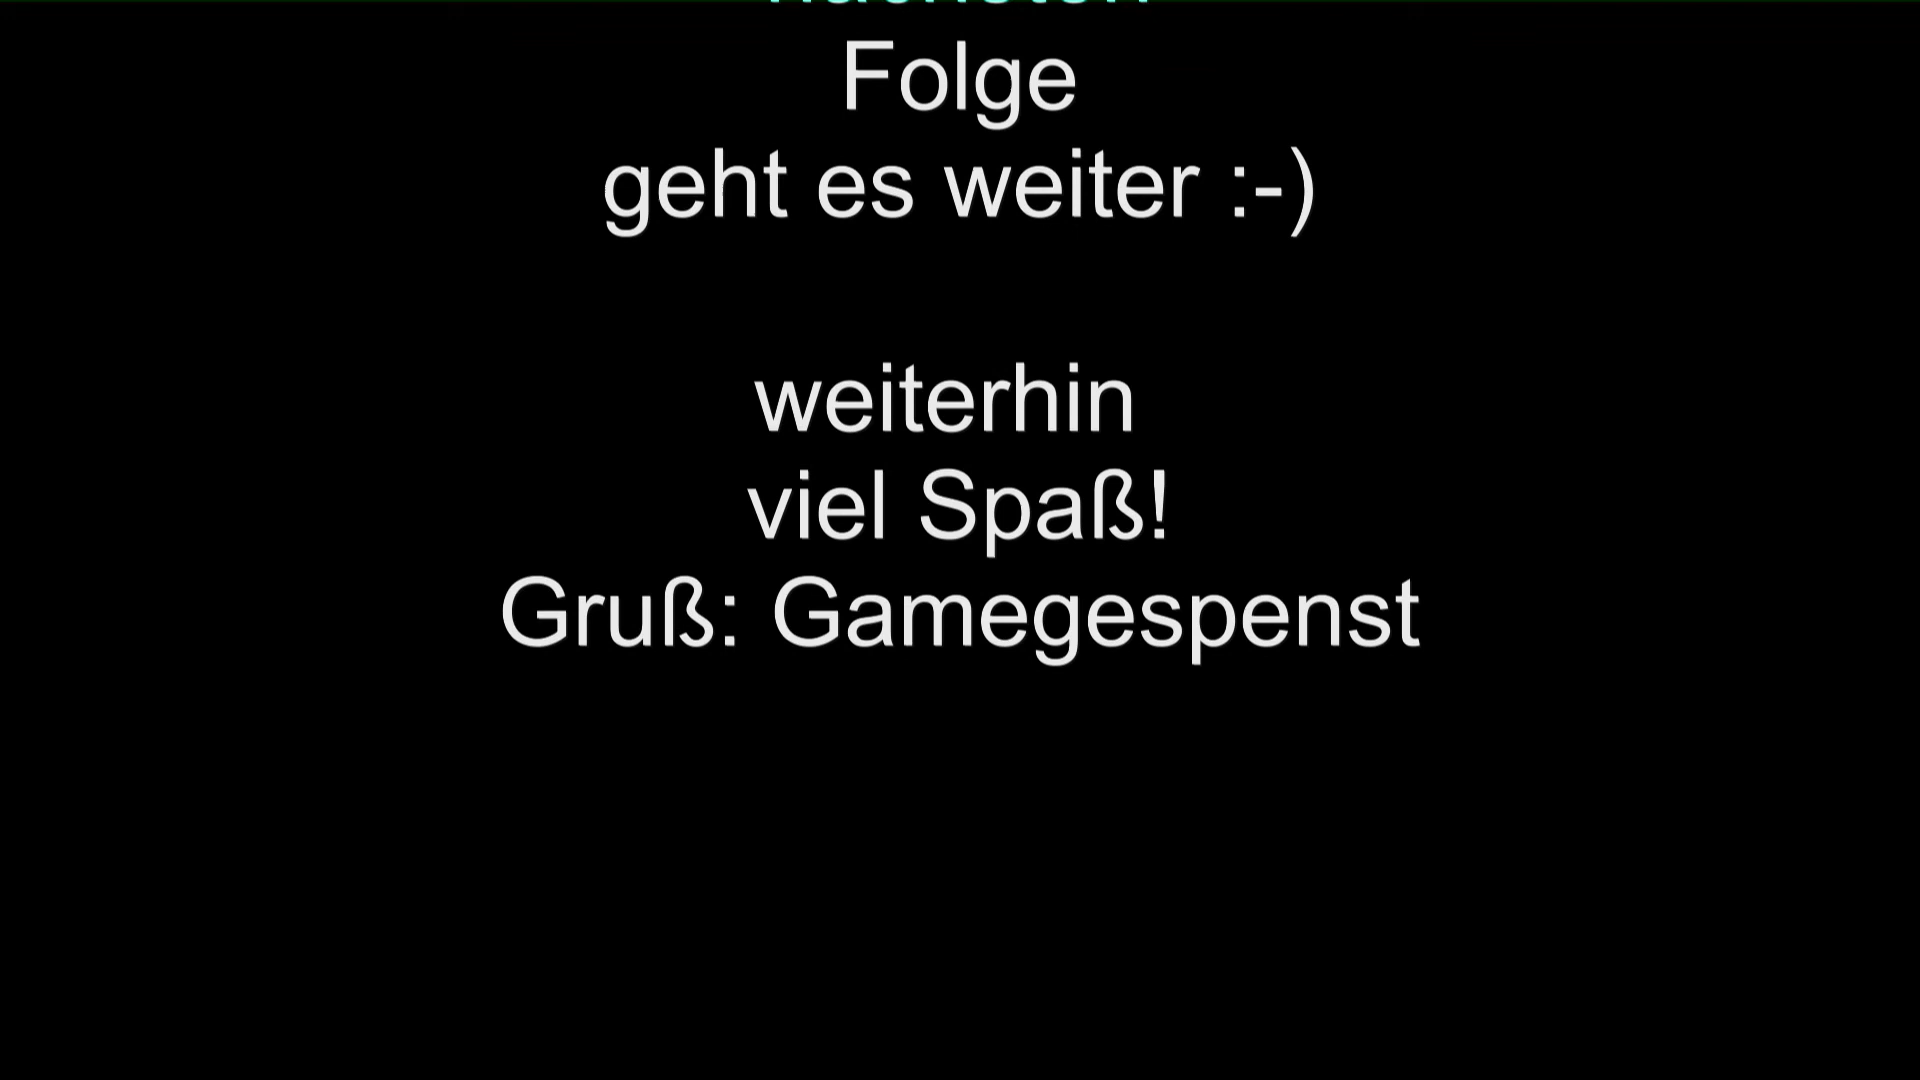 Folge
geht es weiter :-)
weiterhin
viel Spaß!
Gruß: Gamegespenst